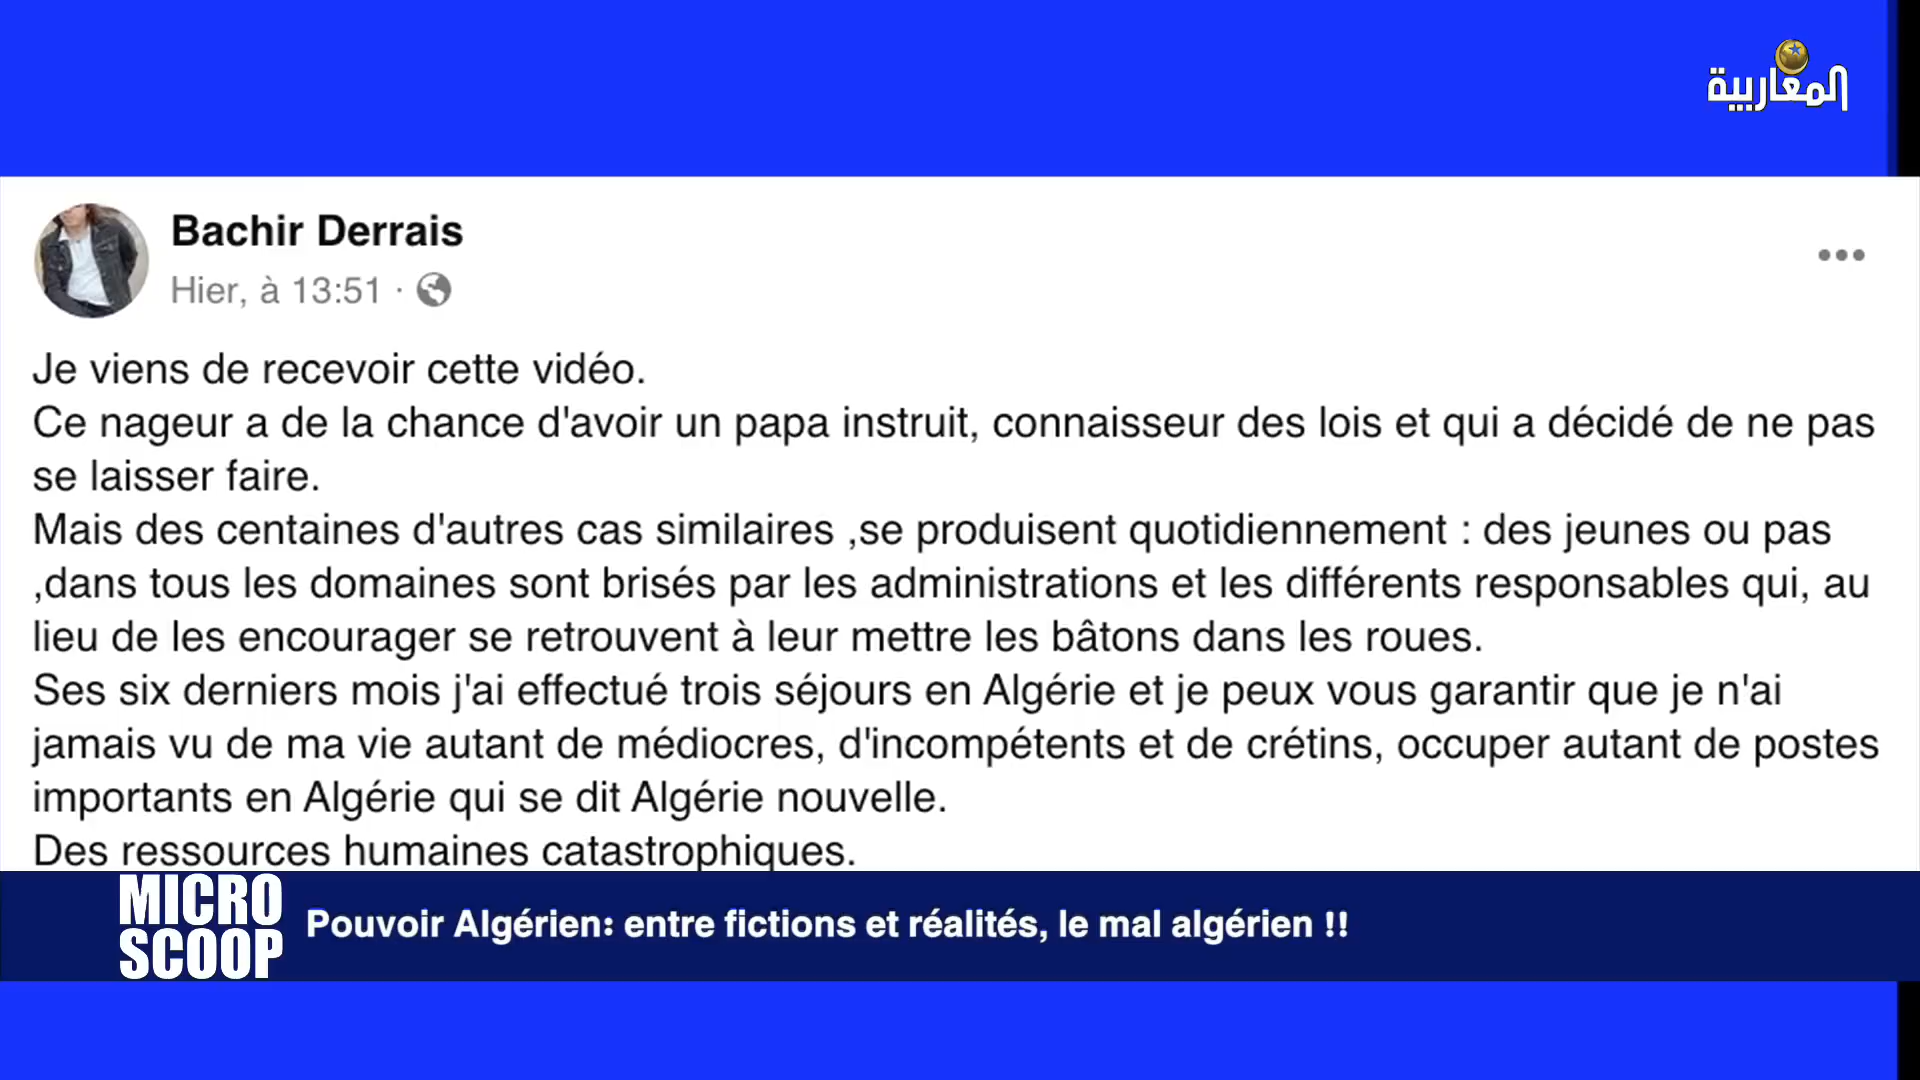 المغاربية
Bachir Derrais
Hier, à 13:51 ·
Je viens de recevoir cette vidéo.
Ce nageur a de la chance d'avoir un papa instruit, connaisseur des lois et qui a décidé de ne pas
se laisser faire.
Mais des centaines d'autres cas similaires ,se produisent quotidiennement : des jeunes ou pas
,dans tous les domaines sont brisés par les administrations et les différents responsables qui, au
lieu de les encourager se retrouvent à leur mettre les bâtons dans les roues.
Ses six derniers mois j'ai effectué trois séjours en Algérie et je peux vous garantir que je n'ai
jamais vu de ma vie autant de médiocres, d'incompétents et de crétins, occuper autant de postes
importants en Algérie qui se dit Algérie nouvelle.
Des ressources humaines catastrophiques.
MICRO
SCOOP
Pouvoir Algérien: entre fictions et réalités, le mal algérien !!